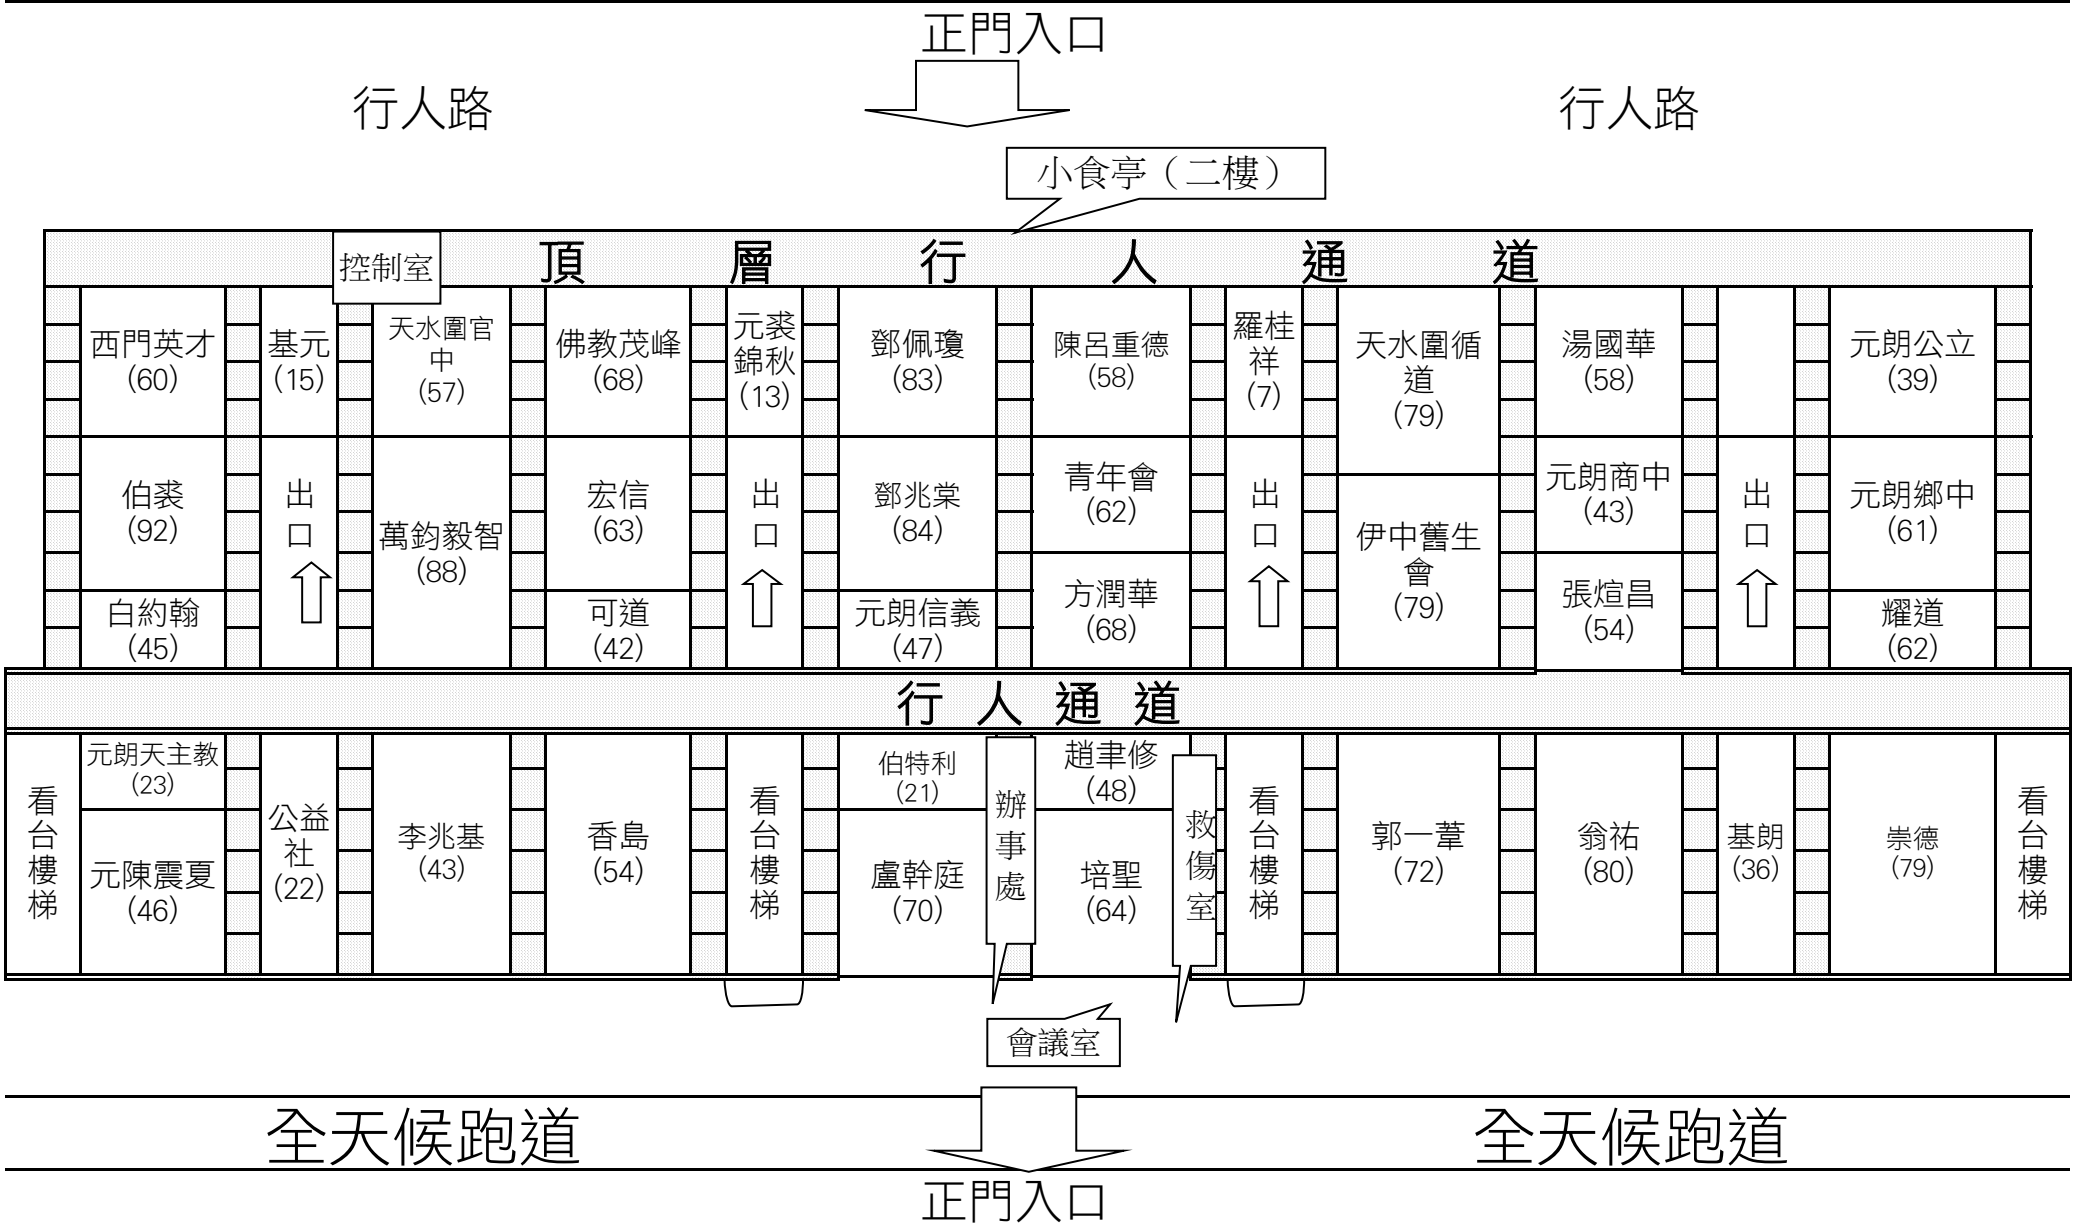 正門入口
行人路
行人路
小食亭（二樓）
控制室
頂層行人通道
西門英才
(60)
基元
(15)
天水圍官
中
(57)
佛教茂峰
(68)
元裘
錦秋
(13)
鄧佩瓊
(83)
陳呂重德
(58)
羅桂
祥
(7)
天水圍循
道
(79)
湯國華
(58)
元朗公立
(39)
伯裘
(92)
出
口
萬鈞毅智
(88)
宏信
(63)
出
口
鄧兆棠
(84)
青年會
(62)
出
口
伊中舊生
會
(79)
元朗商中
(43)
出
口
元朗鄉中
(61)
白約翰
(45)
可道
(42)
元朗信義
(47)
方潤華
(68)
張煊昌
(54)
耀道
(62)
行人通道
看
台
樓
梯
元朗天主教
(23)
元陳震夏
(46)
公益
社
(22)
李兆基
(43)
香島
(54)
看
台
樓
梯
伯特利
(21)
盧幹庭
(70)
辦
事
處
趙聿修
(48)
培聖
(64)
救
傷
室
看
台
樓
梯
郭一葦
(72)
翁祐
(80)
基朗
(36)
崇德
(79)
看
台
樓
梯
會議室
全天候跑道
全天候跑道
正門入口